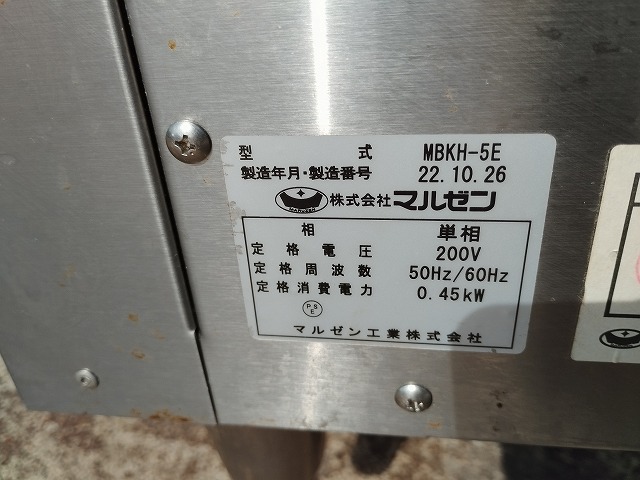 型式 MBKH-5E
製造年月・製造番号 22.10.26
株式会社マルゼン
相 単相
定格電圧 200V
定格周波数 50Hz/60Hz
定格消費電力 0.45kW
PS
E
マルゼン工業株式会社